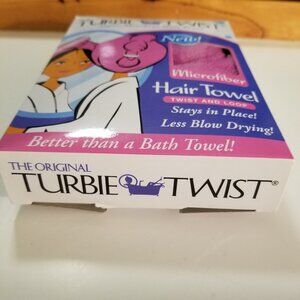 TURBIE TWIST®
New!
Microfiber
Hair Towel
TWIST AND LOOP
Stays in Place!
Less Blow Drying!
Better than a Bath Towel!
THE ORIGINAL
TURBIE TWIST®